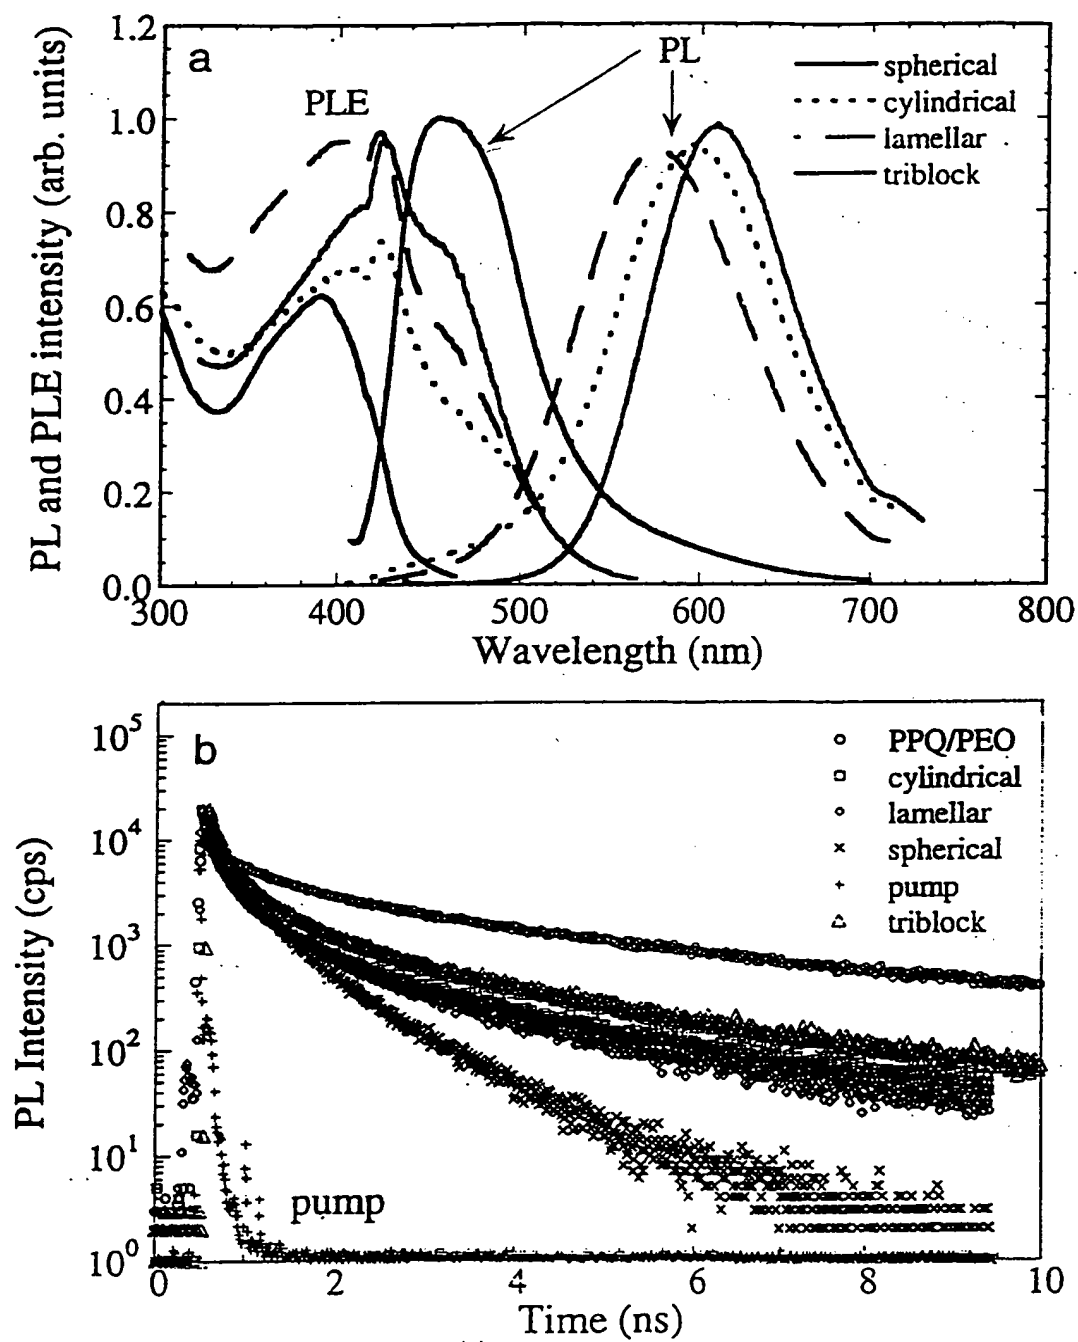 a
PLE
PL
spherical
cylindrical
lamellar
triblock
PL and PLE intensity (arb. units)
1.2
1.0
0.8
0.6
0.4
0.2
0.0
300 400 500 600 700 800
Wavelength (nm)
b
PPQ/PEO
cylindrical
lamellar
spherical
pump
triblock
PL Intensity (cps)
10^5
10^4
10^3
10^2
10^1
10^0
pump
0 2 4 6 8 10
Time (ns)